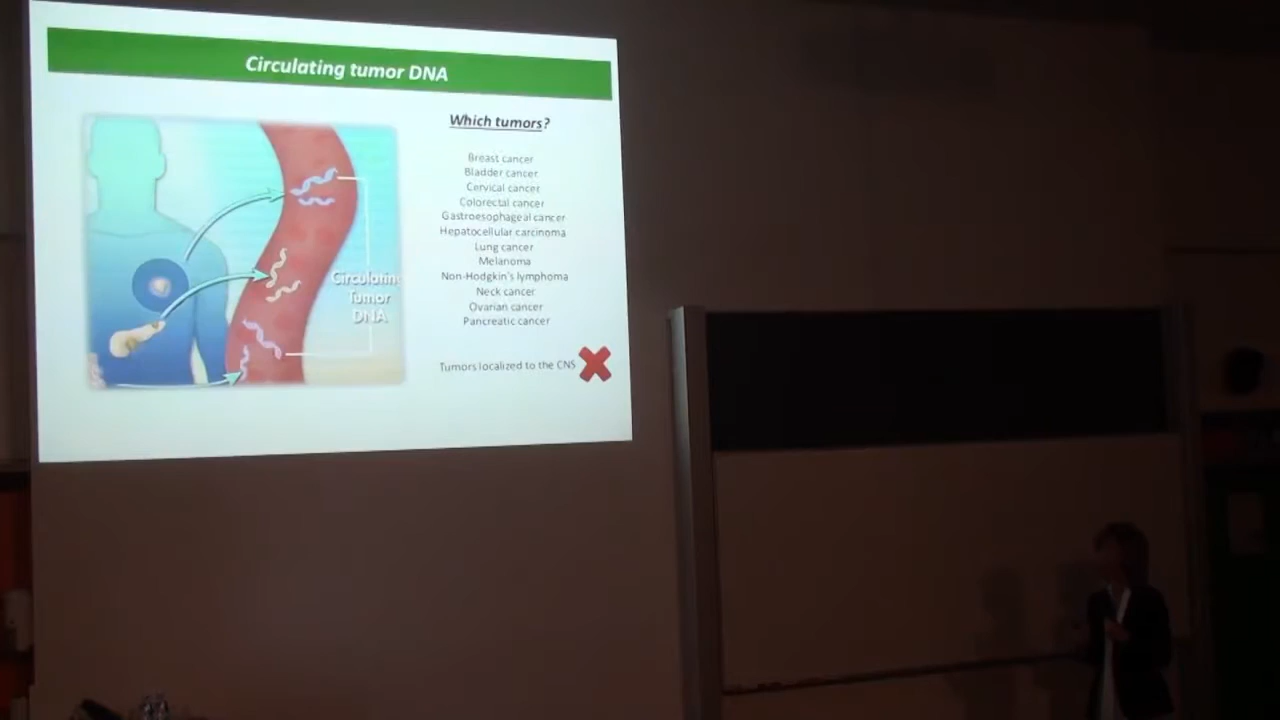 Circulating tumor DNA
Which tumors?
Breast cancer
Bladder cancer
Cervical cancer
Colorectal cancer
Gastroesophageal cancer
Hepatocellular carcinoma
Lung cancer
Melanoma
Non-Hodgkin's lymphoma
Neck cancer
Ovarian cancer
Pancreatic cancer
Tumors localized to the CNS
Circulatin
Tumor
DNA